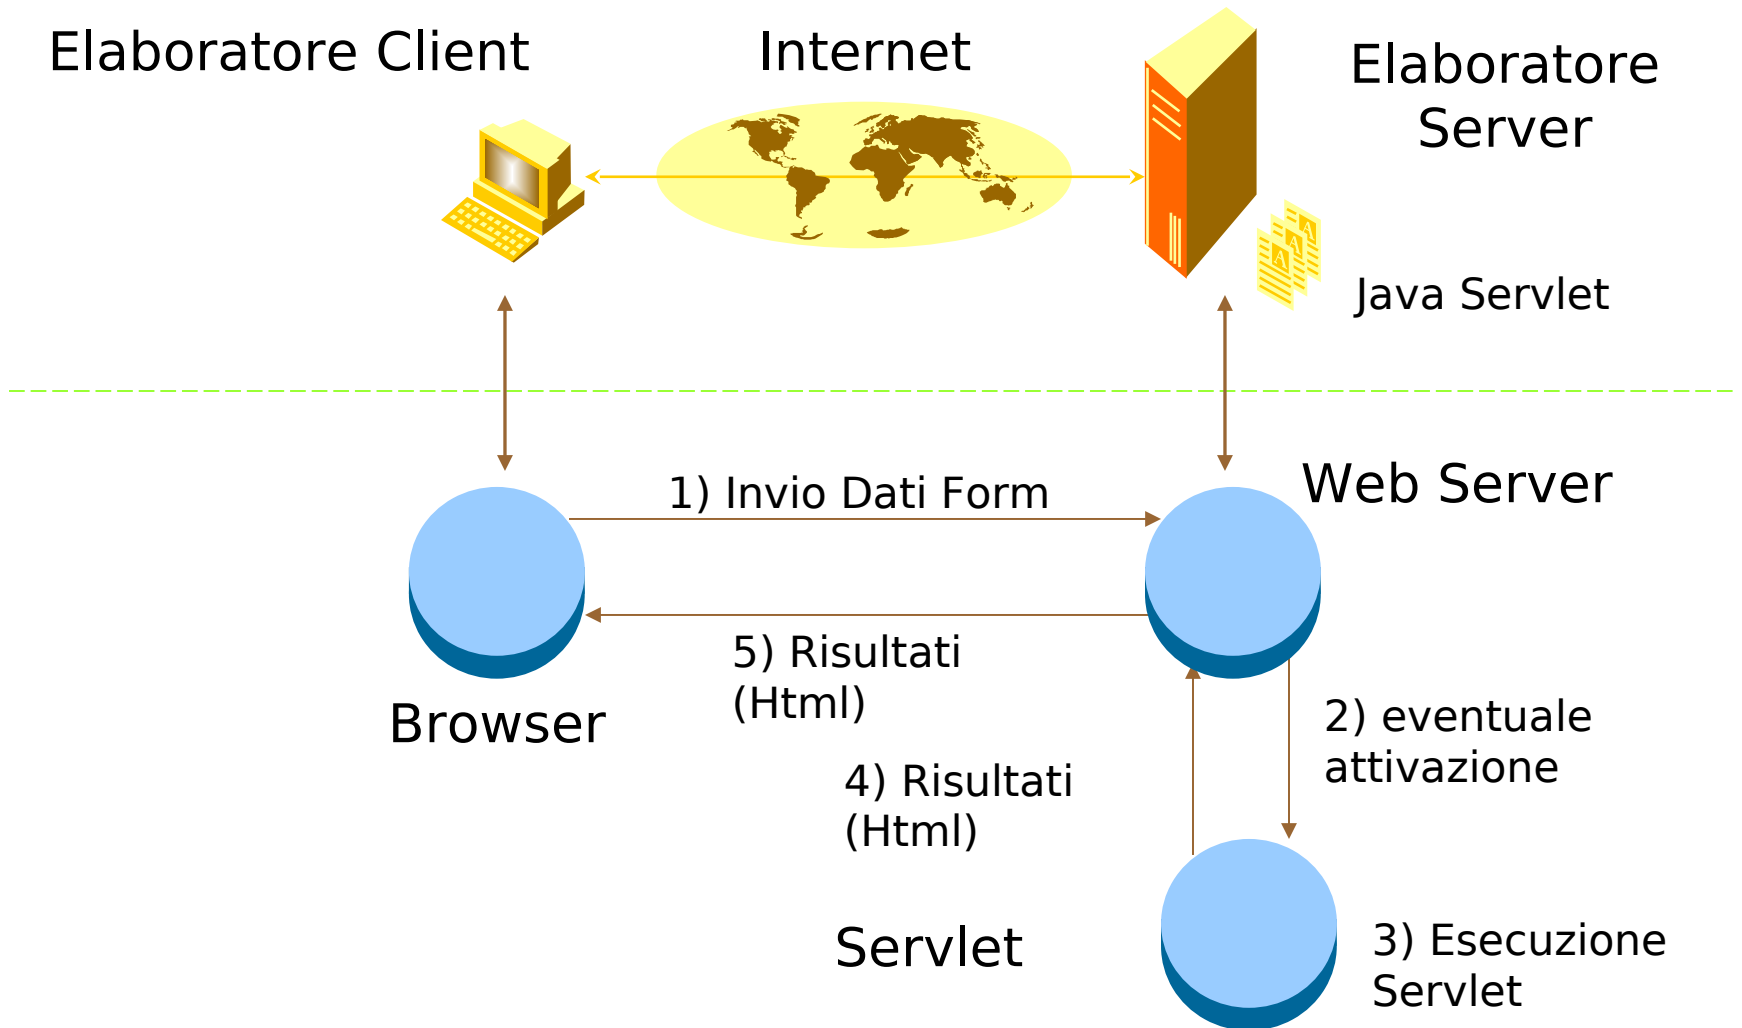 Elaboratore Client
Internet
Elaboratore
Server
Java Servlet
1) Invio Dati Form
Web Server
5) Risultati
(Html)
Browser
2) eventuale
attivazione
4) Risultati
(Html)
Servlet
3) Esecuzione
Servlet
A
A
A